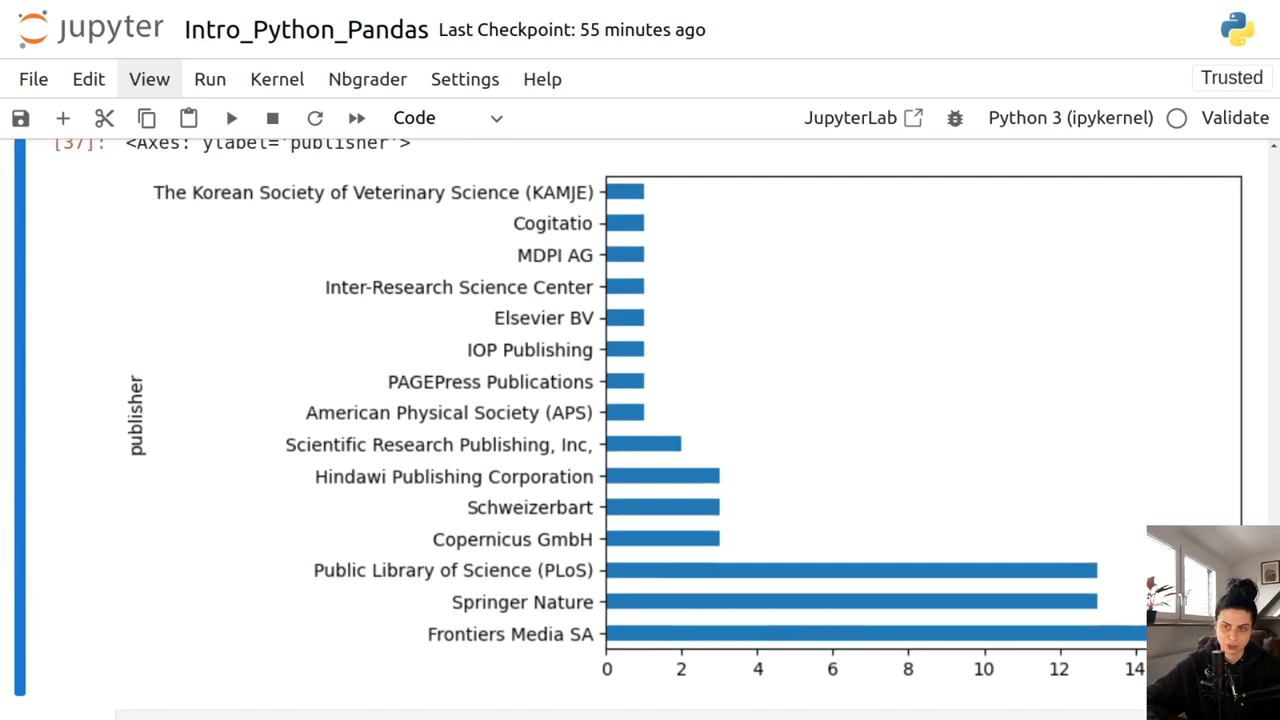 jupyter Intro_Python_Pandas Last Checkpoint: 55 minutes ago
File Edit View Run Kernel Nbgrader Settings Help Trusted
Code JupyterLab Python 3 (ipykernel) Validate
[37]: <Axes: ylabel='publisher'>
The Korean Society of Veterinary Science (KAMJE)
Cogitatio
MDPI AG
Inter-Research Science Center
Elsevier BV
IOP Publishing
PAGEPress Publications
American Physical Society (APS)
Scientific Research Publishing, Inc,
Hindawi Publishing Corporation
Schweizerbart
Copernicus GmbH
Public Library of Science (PLoS)
Springer Nature
Frontiers Media SA
publisher
0 2 4 6 8 10 12 14